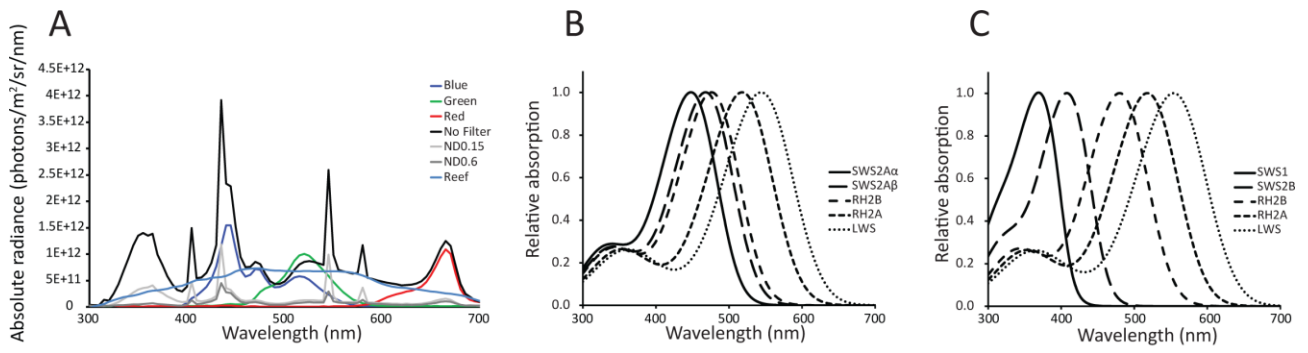 A
Absolute radiance (photons/m²/sr/nm)
4.5E+12
4E+12
3.5E+12
3E+12
2.5E+12
2E+12
1.5E+12
1E+12
5E+11
0
300
400
500
600
700
Wavelength (nm)
Blue
Green
Red
No Filter
ND0.15
ND0.6
Reef
B
Relative absorption
1.0
0.8
0.6
0.4
0.2
0.0
300
400
500
600
700
Wavelength (nm)
SWS2Aα
SWS2Aβ
RH2B
RH2A
LWS
C
Relative absorption
1.0
0.8
0.6
0.4
0.2
0.0
300
400
500
600
700
Wavelength (nm)
SWS1
SWS2B
RH2B
RH2A
LWS